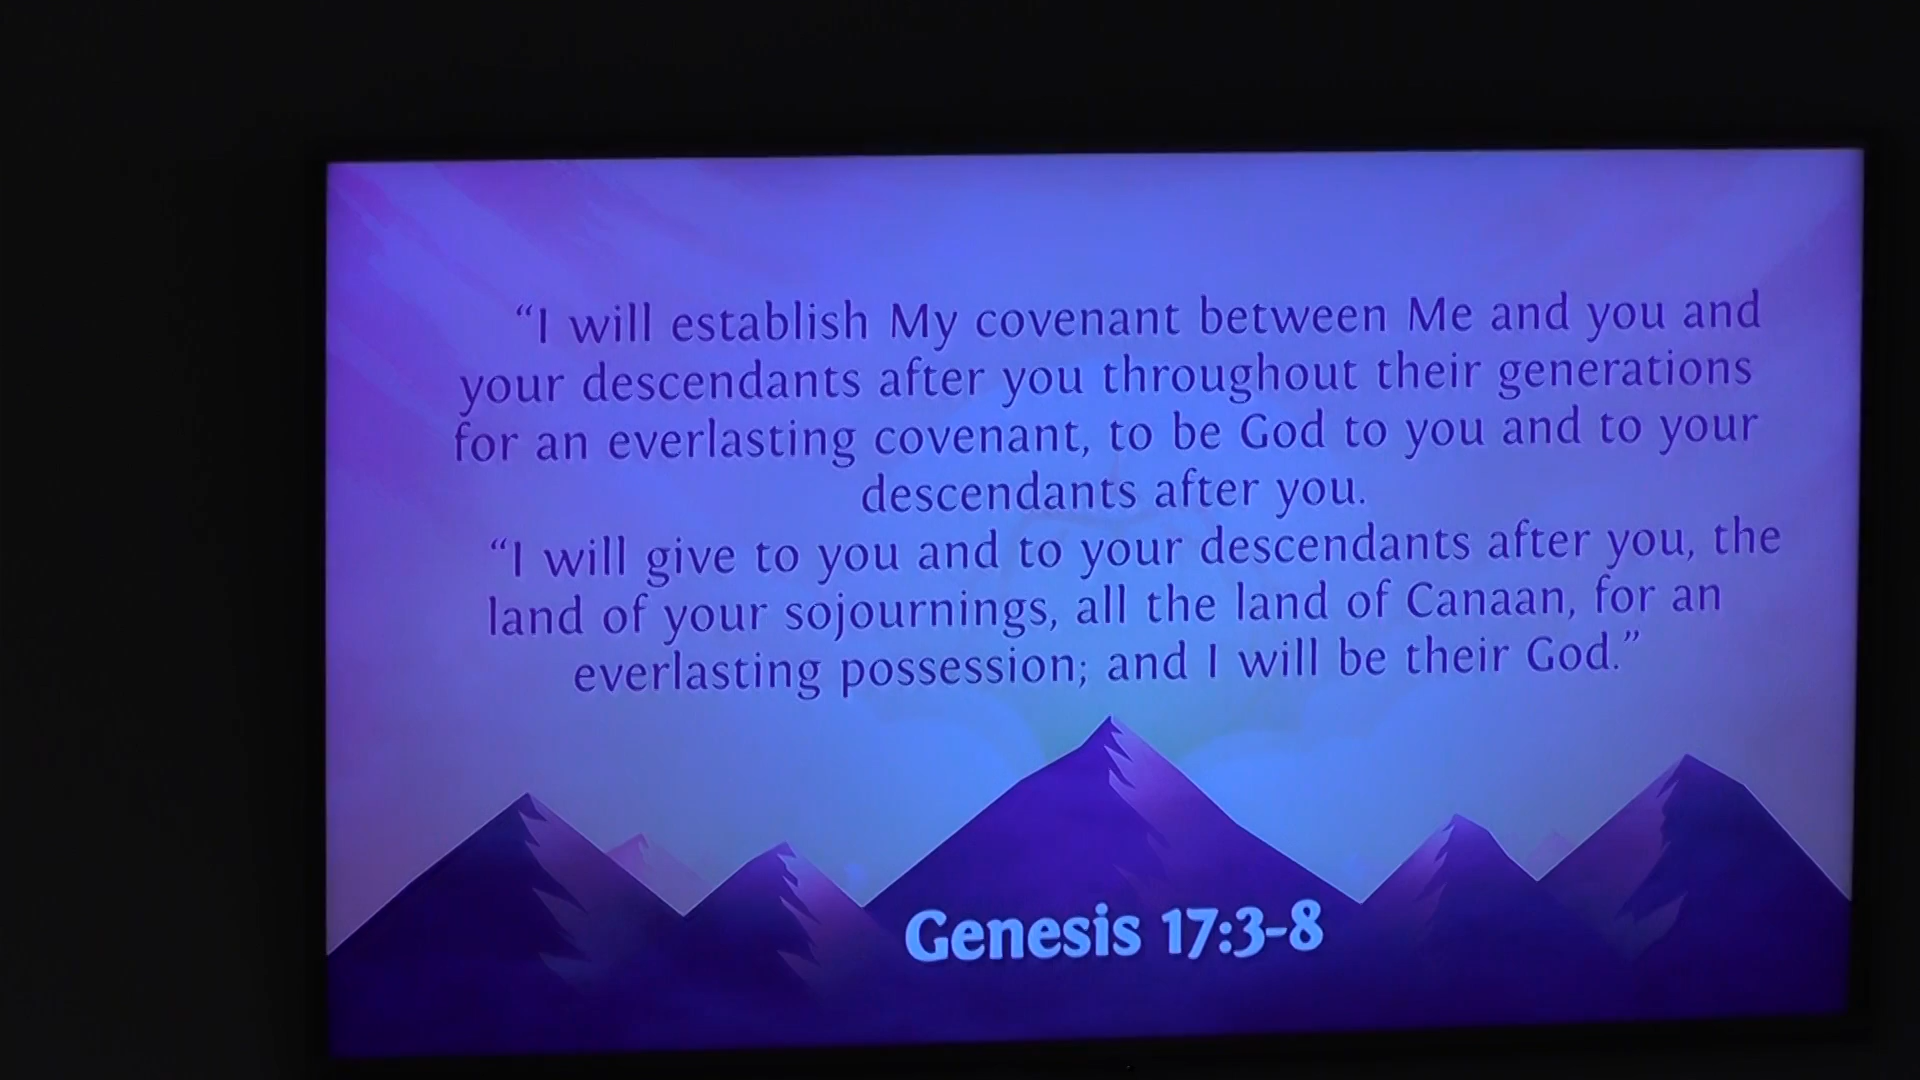 “I will establish My covenant between Me and you and
your descendants after you throughout their generations
for an everlasting covenant, to be God to you and to your
descendants after you.
“I will give to you and to your descendants after you, the
land of your sojournings, all the land of Canaan, for an
everlasting possession; and I will be their God.”
Genesis 17:3-8